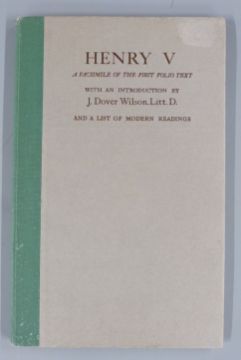 HENRY V
A FACSIMILE OF THE FIRST FOLIO TEXT
WITH AN INTRODUCTION BY
J. Dover Wilson, Litt. D.
AND A LIST OF MODERN READINGS